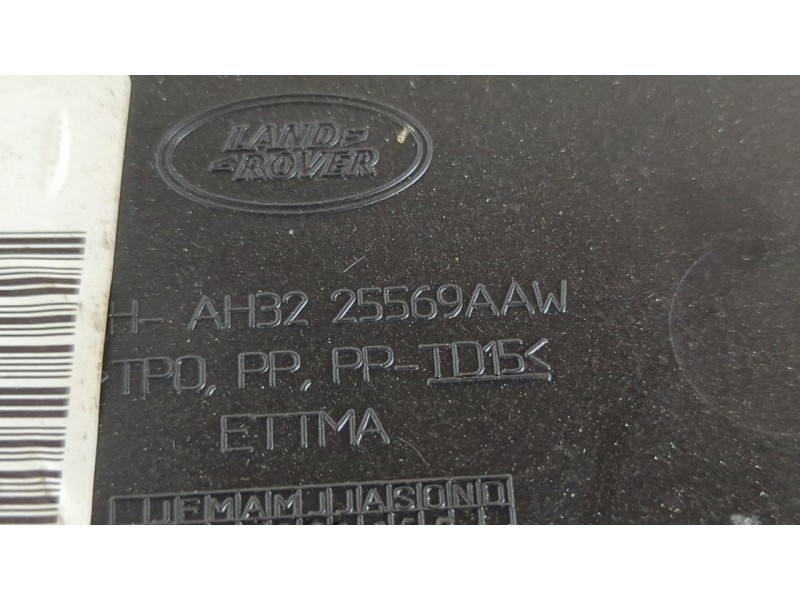 LAND
ROVER
H- AH32 25569AAW
>TPO, PP, PP-TD15<
ETTMA
JFMAMJJASOND